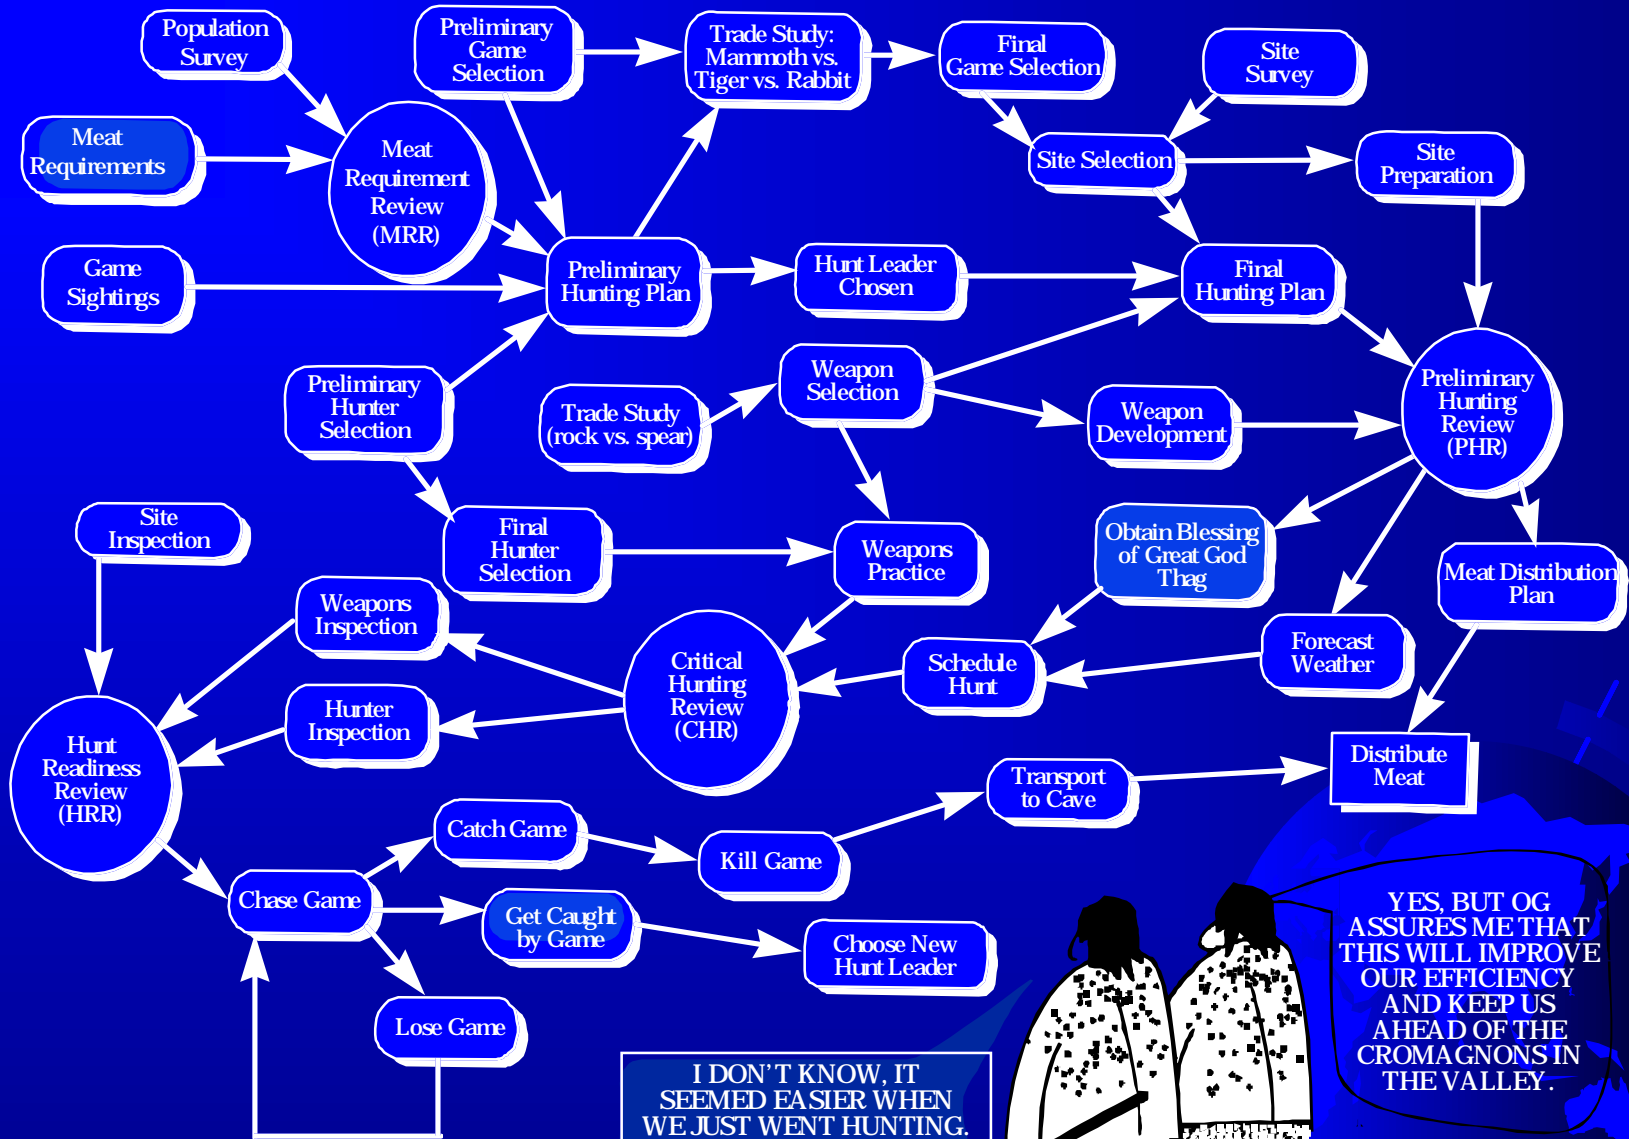 Population
Survey
Preliminary
Game
Selection
Trade Study:
Mammoth vs.
Tiger vs. Rabbit
Final
Game Selection
Site
Survey
Meat
Requirements
Meat
Requirement
Review
(MRR)
Site Selection
Site
Preparation
Game
Sightings
Preliminary
Hunting Plan
Hunt Leader
Chosen
Final
Hunting Plan
Preliminary
Hunter
Selection
Trade Study
(rock vs. spear)
Weapon
Selection
Weapon
Development
Preliminary
Hunting
Review
(PHR)
Site
Inspection
Final
Hunter
Selection
Weapons
Practice
Obtain Blessing
of Great God
Thag
Meat Distribution
Plan
Weapons
Inspection
Critical
Hunting
Review
(CHR)
Schedule
Hunt
Forecast
Weather
Hunter
Inspection
Hunt
Readiness
Review
(HRR)
Distribute
Meat
Transport
to Cave
Catch Game
Kill Game
Chase Game
Get Caught
by Game
Choose New
Hunt Leader
Lose Game
I DON'T KNOW, IT
SEEMED EASIER WHEN
WE JUST WENT HUNTING.
YES, BUT OG
ASSURES ME THAT
THIS WILL IMPROVE
OUR EFFICIENCY
AND KEEP US
AHEAD OF THE
CROMAGNONS IN
THE VALLEY.